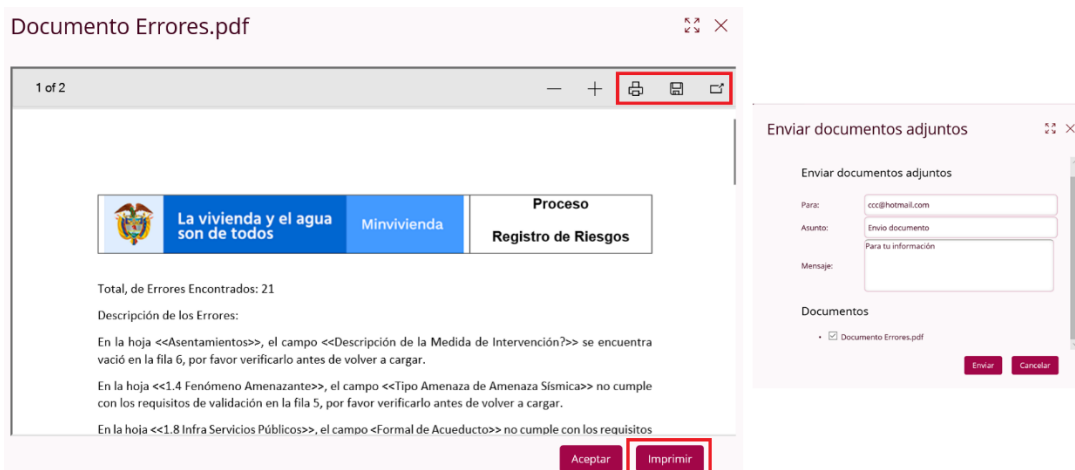 Documento Errores.pdf
1 of 2
La vivienda y el agua
son de todos
Minvivienda
Proceso
Registro de Riesgos
Total, de Errores Encontrados: 21
Descripción de los Errores:
En la hoja <<Asentamientos>>, el campo <<Descripción de la Medida de Intervención?>> se encuentra
vació en la fila 6, por favor verificarlo antes de volver a cargar.
En la hoja <<1.4 Fenómeno Amenazante>>, el campo <<Tipo Amenaza de Amenaza Sísmica>> no cumple
con los requisitos de validación en la fila 5, por favor verificarlo antes de volver a cargar.
En la hoja <<1.8 Infra Servicios Públicos>>, el campo <Formal de Acueducto>> no cumple con los requisitos
Aceptar
Imprimir
Enviar documentos adjuntos
Enviar documentos adjuntos
Para:
ccc@hotmail.com
Asunto:
Envio documento
Mensaje:
Para tu información
Documentos
Documento Errores.pdf
Enviar
Cancelar